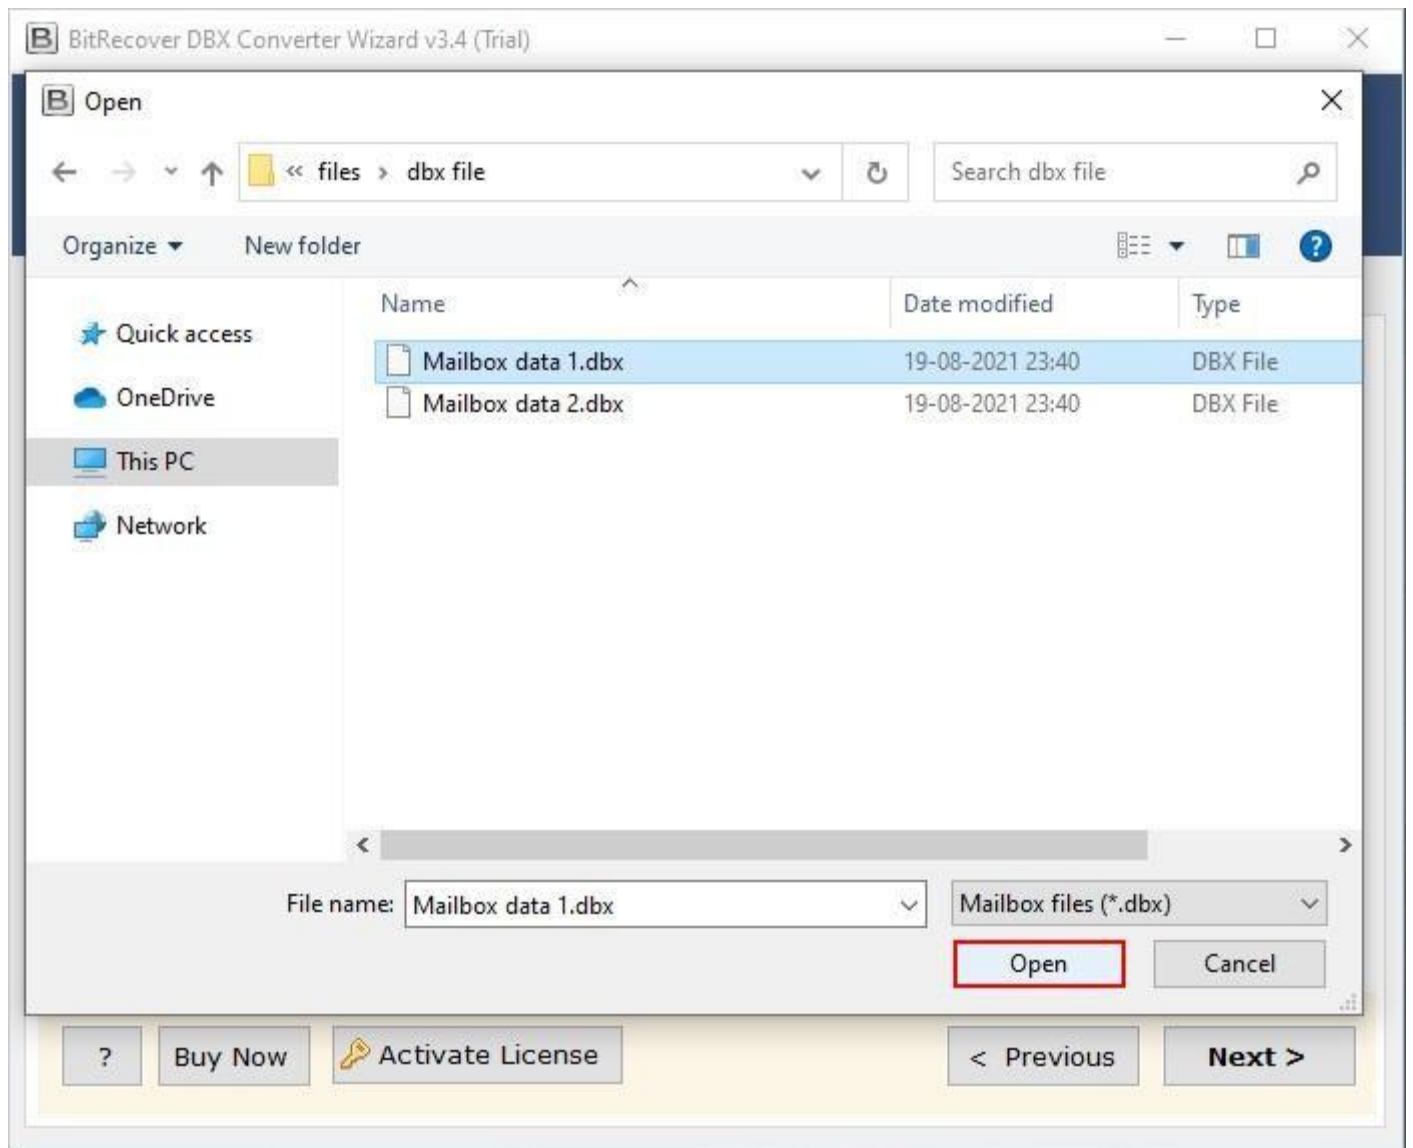 B BitRecover DBX Converter Wizard v3.4 (Trial)
B Open
« files > dbx file
Search dbx file
Organize
New folder
?
Name
Date modified
Type
Quick access
OneDrive
This PC
Network
Mailbox data 1.dbx 19-08-2021 23:40 DBX File
Mailbox data 2.dbx 19-08-2021 23:40 DBX File
File name: Mailbox data 1.dbx
Mailbox files (*.dbx)
Open
Cancel
?
Buy Now
Activate License
< Previous
Next >